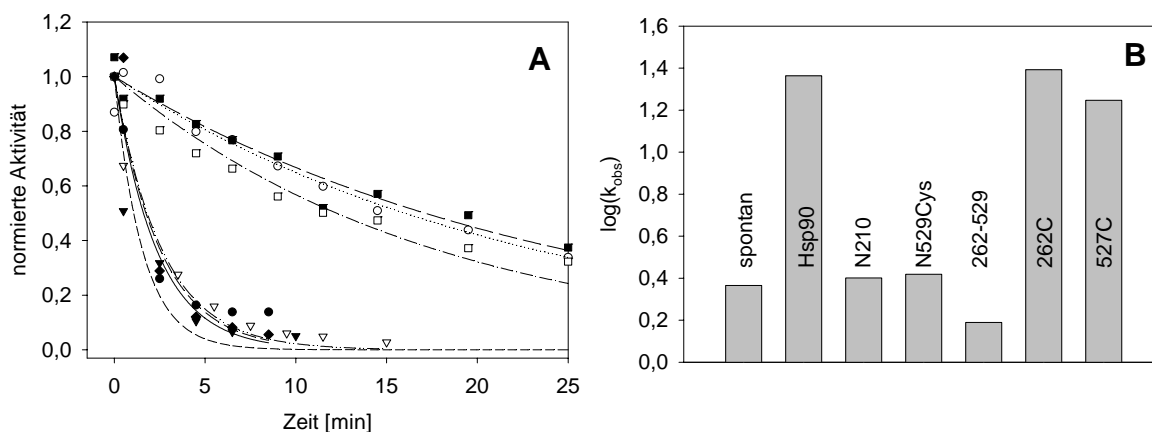 A
normierte Aktivität
1,2
1,0
0,8
0,6
0,4
0,2
0,0
0
5
10
15
20
25
Zeit [min]
B
log(k_obs)
1,6
1,4
1,2
1,0
0,8
0,6
0,4
0,2
0,0
spontan
Hsp90
N210
N529Cys
262-529
262C
527C